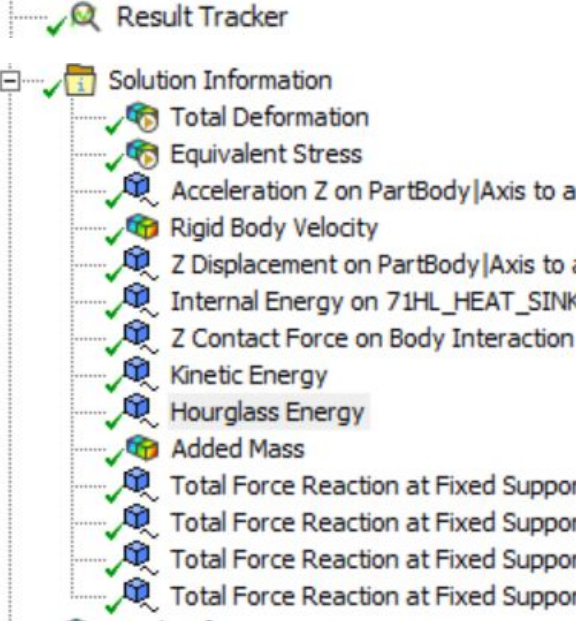 Result Tracker
Solution Information
Total Deformation
Equivalent Stress
Acceleration Z on PartBody|Axis to a
Rigid Body Velocity
Z Displacement on PartBody|Axis to a
Internal Energy on 71HL_HEAT_SINK
Z Contact Force on Body Interaction
Kinetic Energy
Hourglass Energy
Added Mass
Total Force Reaction at Fixed Suppor
Total Force Reaction at Fixed Suppor
Total Force Reaction at Fixed Suppor
Total Force Reaction at Fixed Suppor